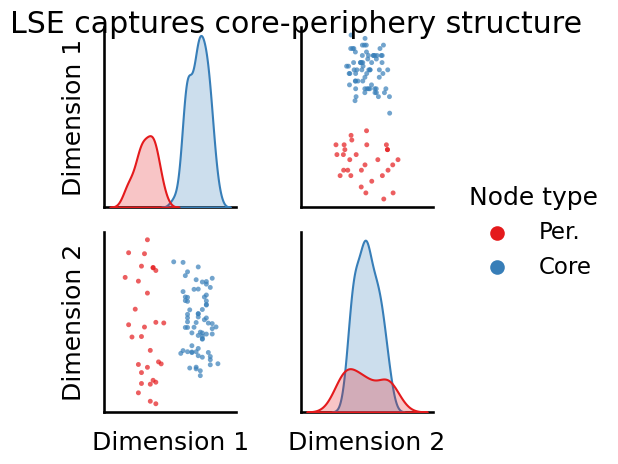 LSE captures core-periphery structure
Dimension 1
Node type
Per.
Core
Dimension 2
Dimension 1
Dimension 2